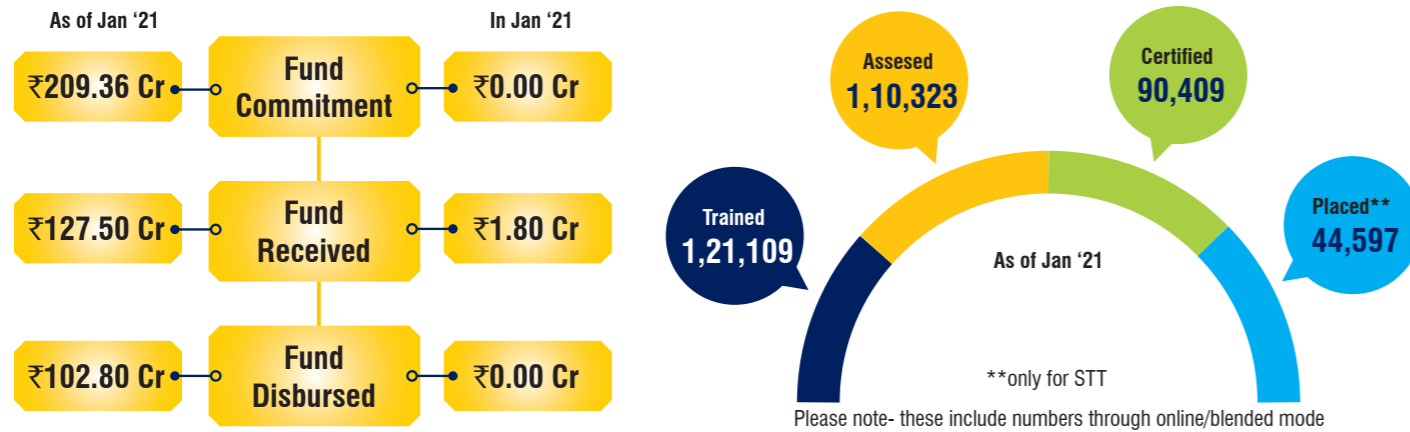 As of Jan ‘21
In Jan ‘21
₹209.36 Cr
Fund
Commitment
₹0.00 Cr
₹127.50 Cr
Fund
Received
₹1.80 Cr
₹102.80 Cr
Fund
Disbursed
₹0.00 Cr
Trained
1,21,109
Assesed
1,10,323
Certified
90,409
Placed**
44,597
As of Jan ‘21
**only for STT
Please note- these include numbers through online/blended mode